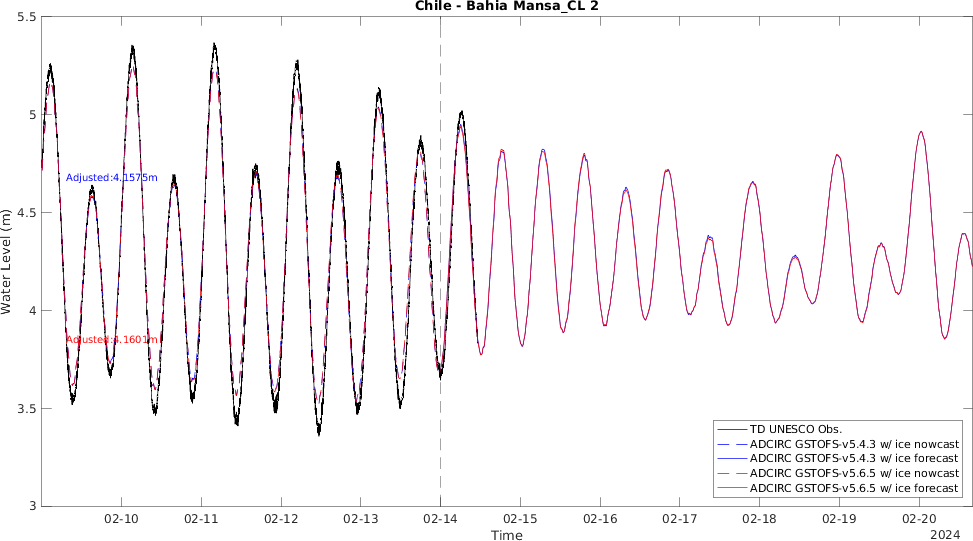 Chile - Bahia Mansa_CL 2
5.5
5
4.5
4
3.5
3
Water Level (m)
Adjusted:4.1575m
Adjusted:4.1601m
TD UNESCO Obs.
ADCIRC GSTOFS-v5.4.3 w/ ice nowcast
ADCIRC GSTOFS-v5.4.3 w/ ice forecast
ADCIRC GSTOFS-v5.6.5 w/ ice nowcast
ADCIRC GSTOFS-v5.6.5 w/ ice forecast
02-10 02-11 02-12 02-13 02-14 02-15 02-16 02-17 02-18 02-19 02-20
Time
2024